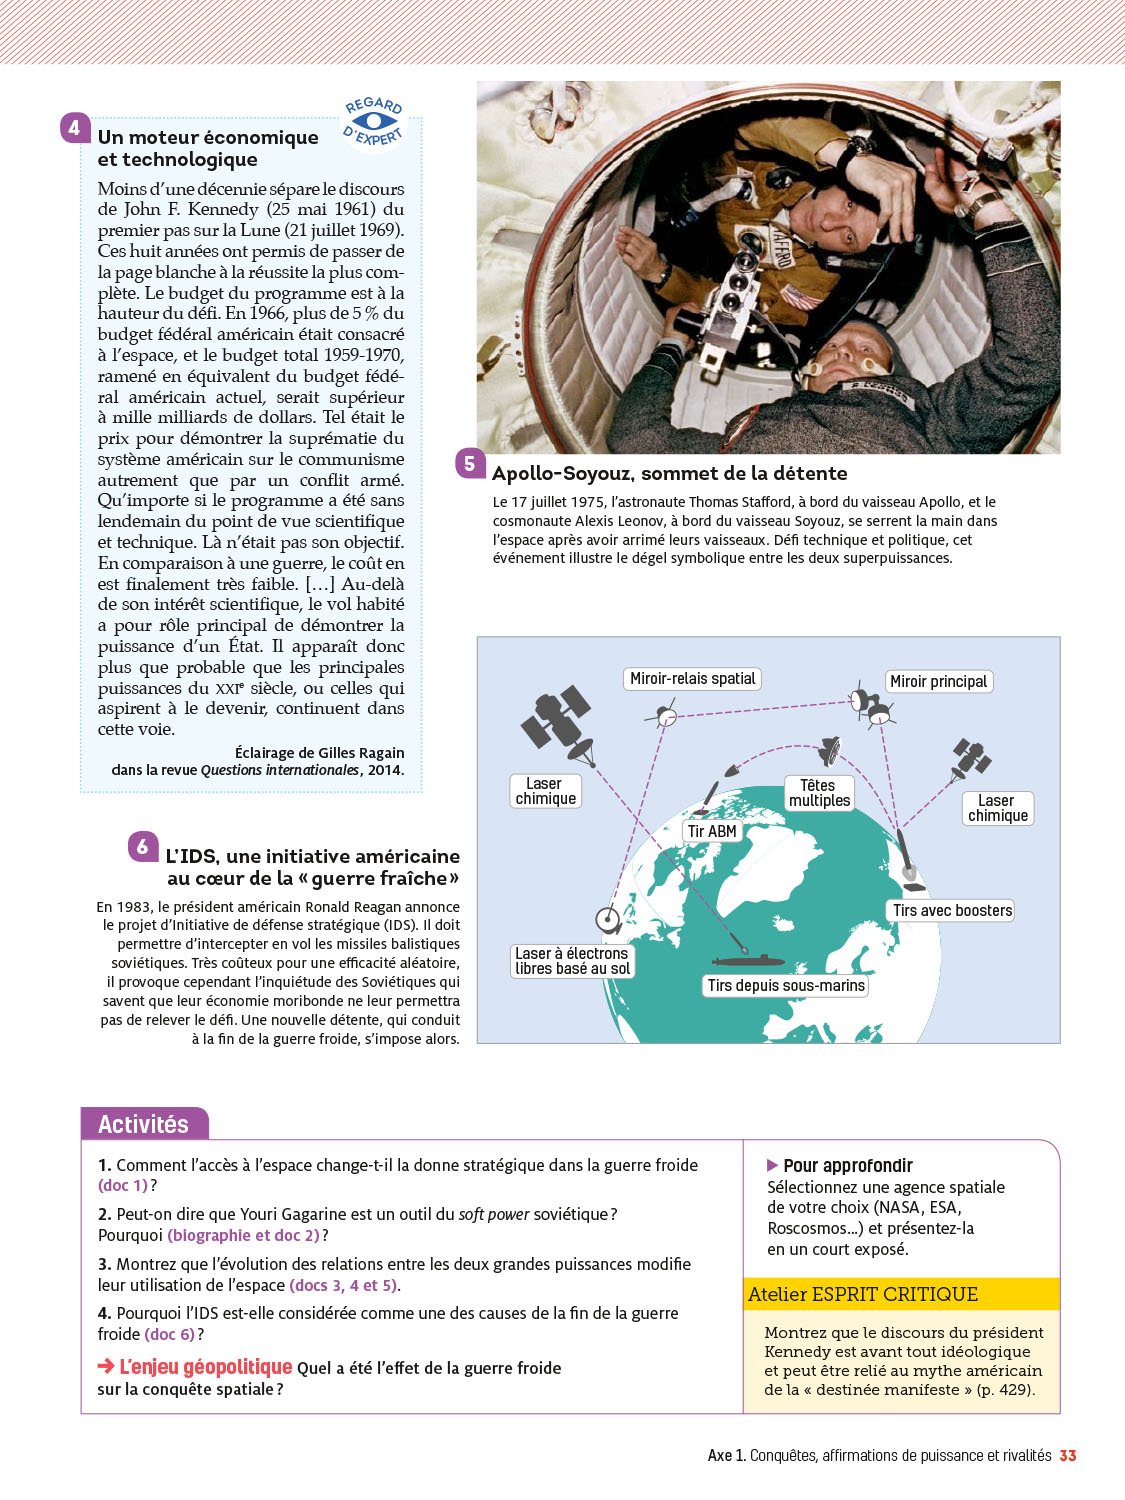 4
Un moteur économique
et technologique
REGARD
D'EXPERT
Moins d'une décennie sépare le discours
de John F. Kennedy (25 mai 1961) du
premier pas sur la Lune (21 juillet 1969).
Ces huit années ont permis de passer de
la page blanche à la réussite la plus com-
plète. Le budget du programme est à la
hauteur du défi. En 1966, plus de 5 % du
budget fédéral américain était consacré
à l'espace, et le budget total 1959-1970,
ramené en équivalent du budget fédé-
ral américain actuel, serait supérieur
à mille milliards de dollars. Tel était le
prix pour démontrer la suprématie du
système américain sur le communisme
autrement que par un conflit armé.
Qu'importe si le programme a été sans
lendemain du point de vue scientifique
et technique. Là n'était pas son objectif.
En comparaison à une guerre, le coût en
est finalement très faible. […] Au-delà
de son intérêt scientifique, le vol habité
a pour rôle principal de démontrer la
puissance d'un État. Il apparaît donc
plus que probable que les principales
puissances du XXIe siècle, ou celles qui
aspirent à le devenir, continuent dans
cette voie.
Éclairage de Gilles Ragain
dans la revue Questions internationales, 2014.
STAFFORD
5
Apollo-Soyouz, sommet de la détente
Le 17 juillet 1975, l'astronaute Thomas Stafford, à bord du vaisseau Apollo, et le
cosmonaute Alexis Leonov, à bord du vaisseau Soyouz, se serrent la main dans
l'espace après avoir arrimé leurs vaisseaux. Défi technique et politique, cet
événement illustre le dégel symbolique entre les deux superpuissances.
6
L'IDS, une initiative américaine
au cœur de la « guerre fraîche »
En 1983, le président américain Ronald Reagan annonce
le projet d'Initiative de défense stratégique (IDS). Il doit
permettre d'intercepter en vol les missiles balistiques
soviétiques. Très coûteux pour une efficacité aléatoire,
il provoque cependant l'inquiétude des Soviétiques qui
savent que leur économie moribonde ne leur permettra
pas de relever le défi. Une nouvelle détente, qui conduit
à la fin de la guerre froide, s'impose alors.
Miroir-relais spatial
Miroir principal
Laser
chimique
Têtes
multiples
Laser
chimique
Tir ABM
Tirs avec boosters
Laser à électrons
libres basé au sol
Tirs depuis sous-marins
Activités
1. Comment l'accès à l'espace change-t-il la donne stratégique dans la guerre froide
(doc 1) ?
2. Peut-on dire que Youri Gagarine est un outil du soft power soviétique ?
Pourquoi (biographie et doc 2) ?
3. Montrez que l'évolution des relations entre les deux grandes puissances modifie
leur utilisation de l'espace (docs 3, 4 et 5).
4. Pourquoi l'IDS est-elle considérée comme une des causes de la fin de la guerre
froide (doc 6) ?
➔ L'enjeu géopolitique Quel a été l'effet de la guerre froide
sur la conquête spatiale ?
▶ Pour approfondir
Sélectionnez une agence spatiale
de votre choix (NASA, ESA,
Roscosmos…) et présentez-la
en un court exposé.
Atelier ESPRIT CRITIQUE
Montrez que le discours du président
Kennedy est avant tout idéologique
et peut être relié au mythe américain
de la « destinée manifeste » (p. 429).
Axe 1. Conquêtes, affirmations de puissance et rivalités 33